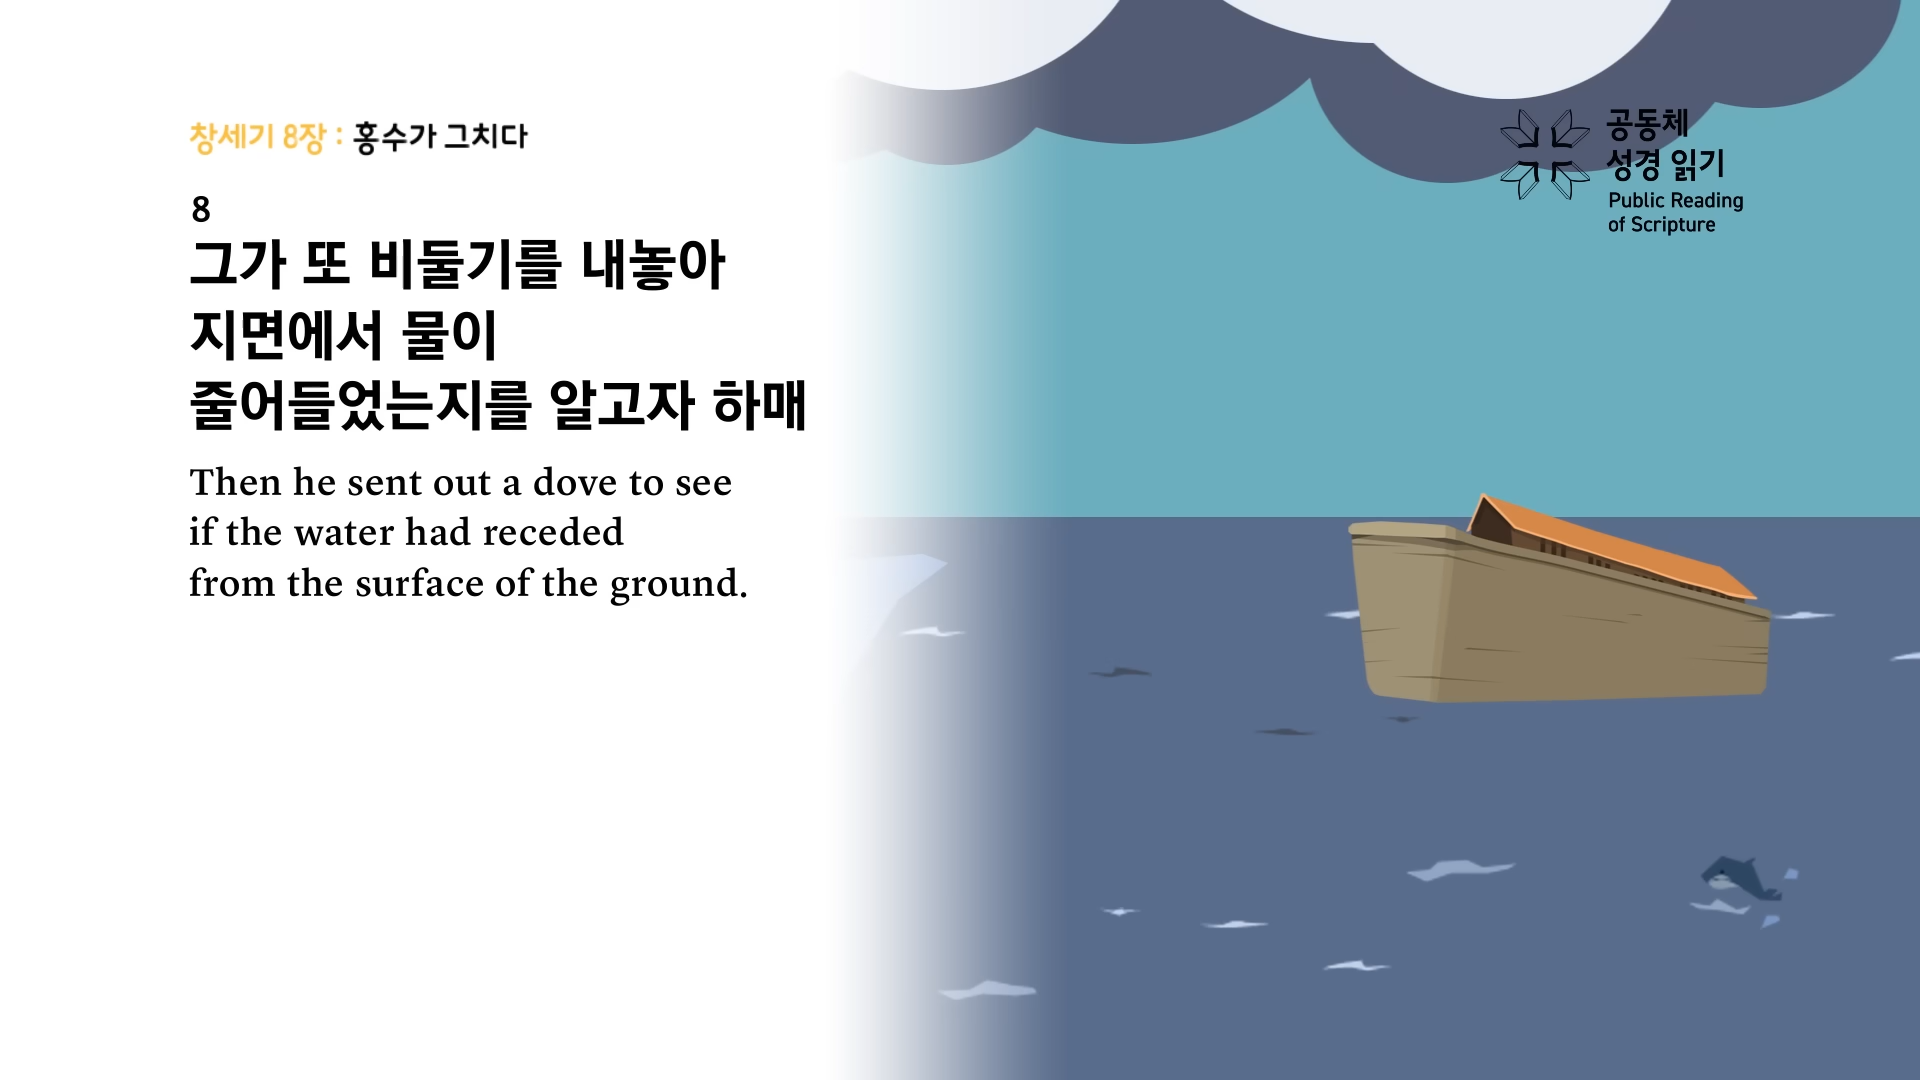 창세기 8장 : 홍수가 그치다
8
그가 또 비둘기를 내놓아
지면에서 물이
줄어들었는지를 알고자 하매
Then he sent out a dove to see
if the water had receded
from the surface of the ground.
공동체
성경 읽기
Public Reading
of Scripture